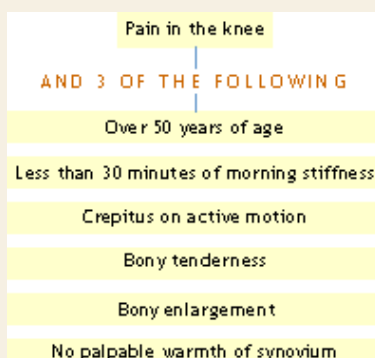 Pain in the knee
AND 3 OF THE FOLLOWING
Over 50 years of age
Less than 30 minutes of morning stiffness
Crepitus on active motion
Bony tenderness
Bony enlargement
No palpable warmth of synovium